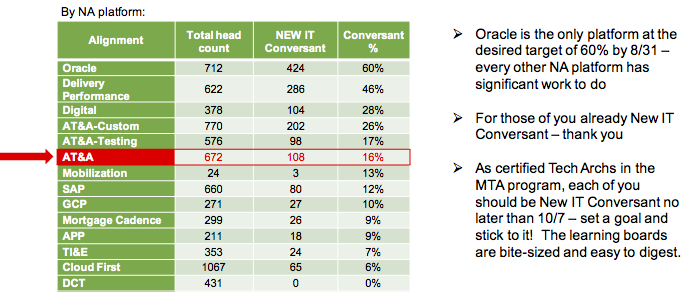 By NA platform:
Alignment Total head count NEW IT Conversant Conversant %
Oracle 712 424 60%
Delivery Performance 622 286 46%
Digital 378 104 28%
AT&A-Custom 770 202 26%
AT&A-Testing 576 98 17%
AT&A 672 108 16%
Mobilization 24 3 13%
SAP 660 80 12%
GCP 271 27 10%
Mortgage Cadence 299 26 9%
APP 211 18 9%
TI&E 353 24 7%
Cloud First 1067 65 6%
DCT 431 0 0%
➢ Oracle is the only platform at the
desired target of 60% by 8/31 –
every other NA platform has
significant work to do
➢ For those of you already New IT
Conversant – thank you
➢ As certified Tech Archs in the
MTA program, each of you
should be New IT Conversant no
later than 10/7 – set a goal and
stick to it! The learning boards
are bite-sized and easy to digest.